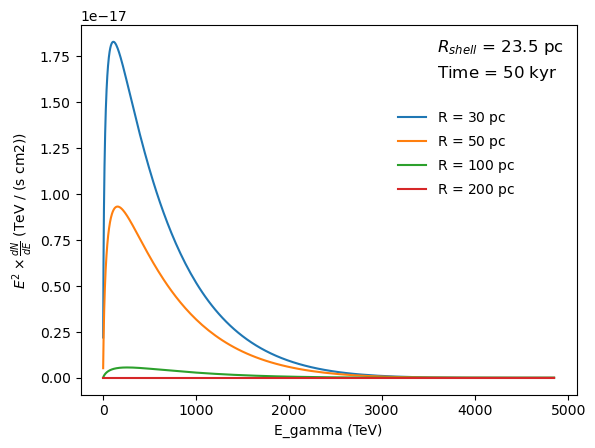 1e−17
R_shell = 23.5 pc
Time = 50 kyr
R = 30 pc
R = 50 pc
R = 100 pc
R = 200 pc
1.75
1.50
1.25
1.00
0.75
0.50
0.25
0.00
E² × dN/dE (TeV / (s cm2))
0 1000 2000 3000 4000 5000
E_gamma (TeV)